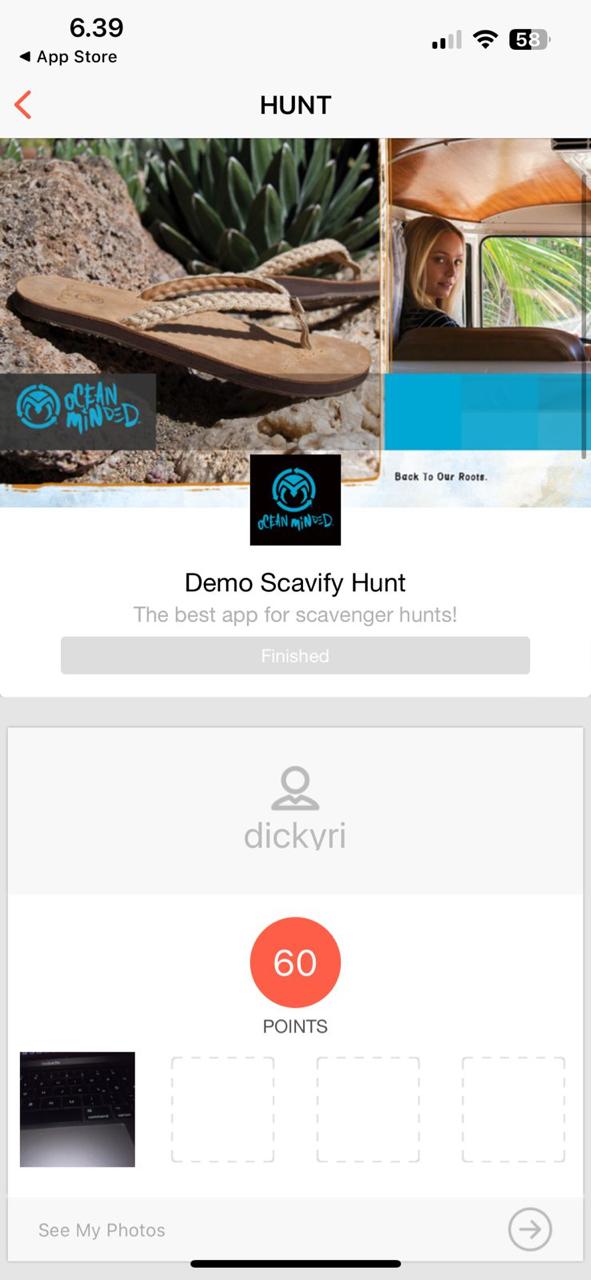 6.39
58
◀ App Store
HUNT
OCEAN
MINDED
Back To Our Roots.
OCEAN MINDED
Demo Scavify Hunt
The best app for scavenger hunts!
Finished
dickyri
60
POINTS
command
See My Photos